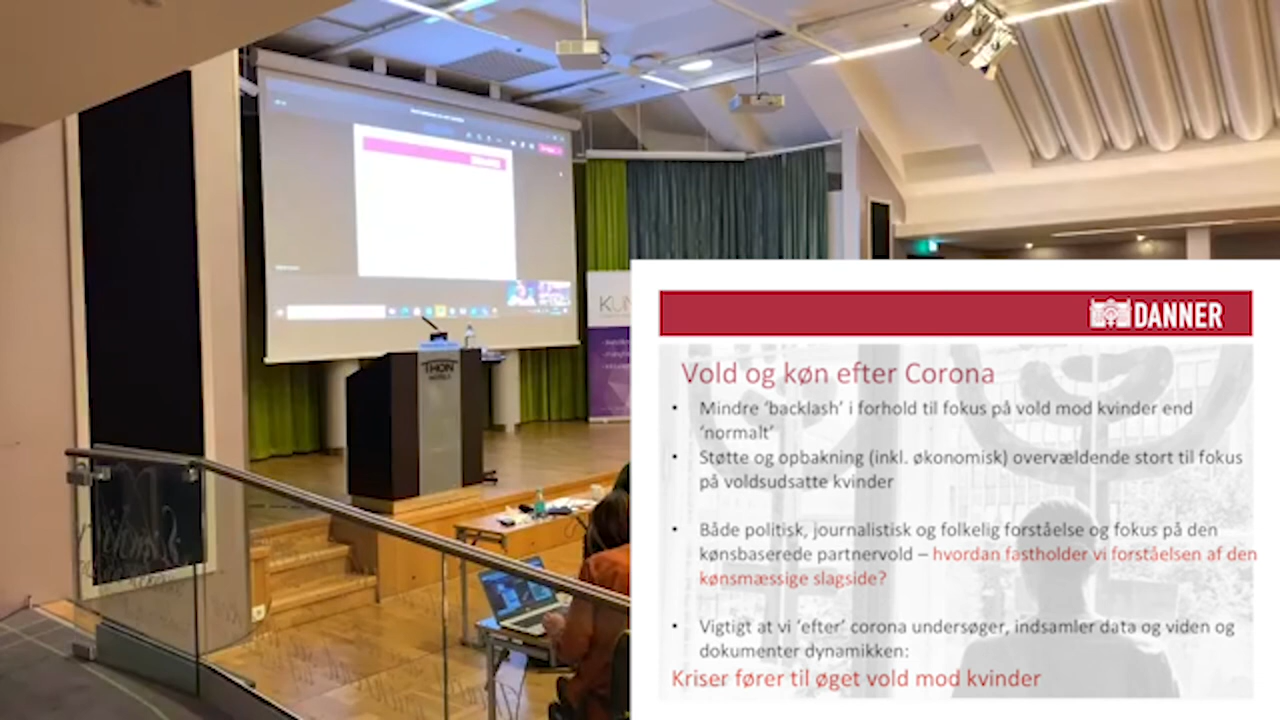 THON
HOTELS
DANNER
Vold og køn efter Corona
• Mindre ‘backlash’ i forhold til fokus på vold mod kvinder end
‘normalt’
• Støtte og opbakning (inkl. økonomisk) overvældende stort til fokus
på voldsudsatte kvinder
• Både politisk, journalistisk og folkelig forståelse og fokus på den
kønsbaserede partnervold – hvordan fastholder vi forståelsen af den
kønsmæssige slagside?
• Vigtigt at vi ‘efter’ corona undersøger, indsamler data og viden og
dokumenter dynamikken:
Kriser fører til øget vold mod kvinder